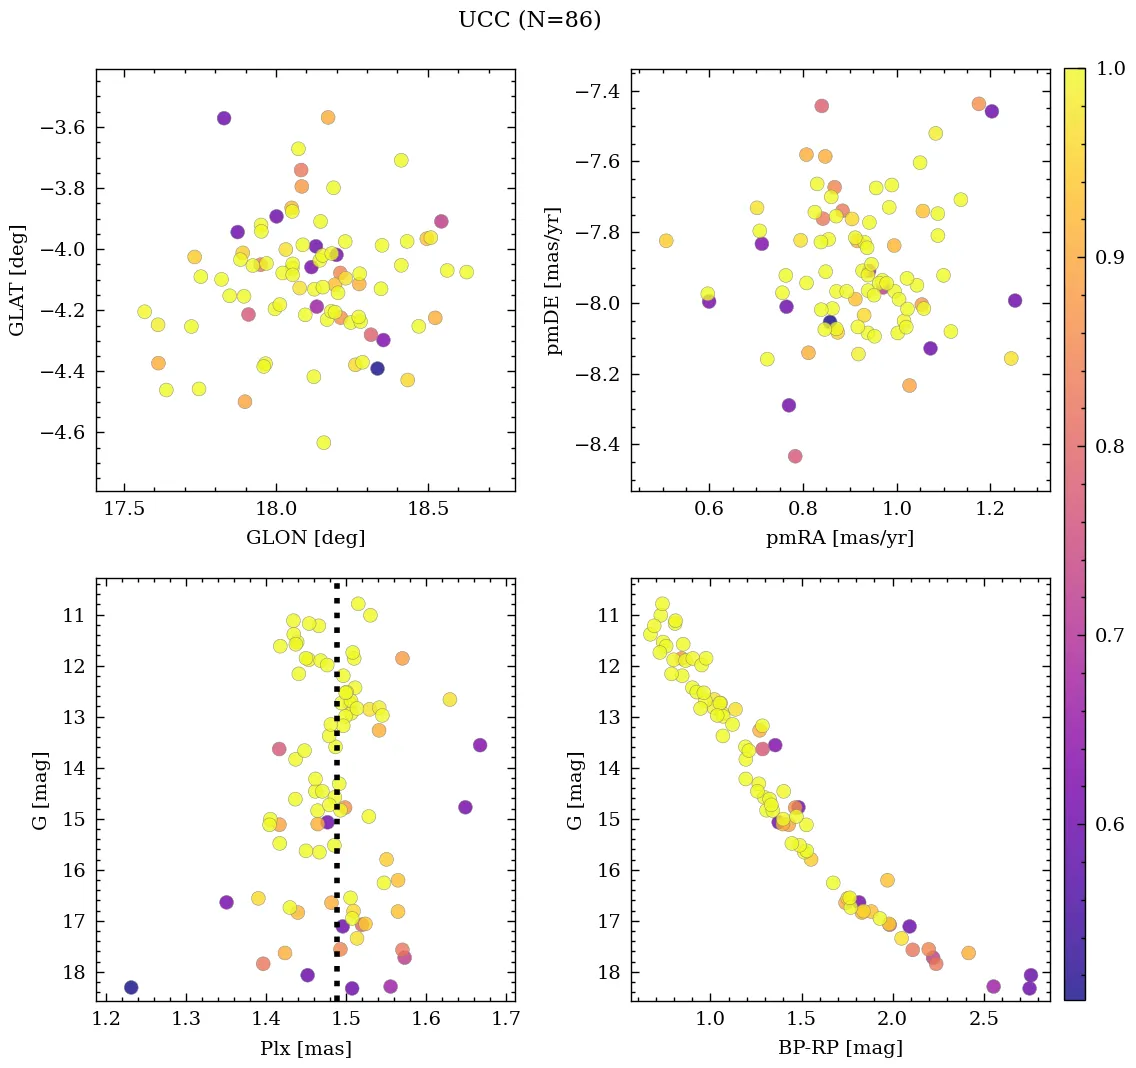 UCC (N=86)
−3.6
−3.8
−4.0
−4.2
−4.4
−4.6
GLAT [deg]
17.5 18.0 18.5
GLON [deg]
−7.4
−7.6
−7.8
−8.0
−8.2
−8.4
pmDE [mas/yr]
0.6 0.8 1.0 1.2
pmRA [mas/yr]
11
12
13
14
15
16
17
18
G [mag]
1.2 1.3 1.4 1.5 1.6 1.7
Plx [mas]
11
12
13
14
15
16
17
18
G [mag]
1.0 1.5 2.0 2.5
BP-RP [mag]
1.0
0.9
0.8
0.7
0.6